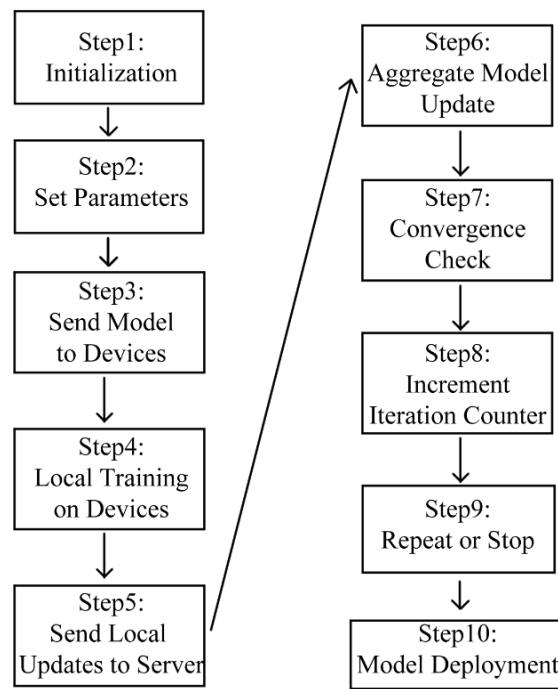 Step1:
Initialization
Step2:
Set Parameters
Step3:
Send Model
to Devices
Step4:
Local Training
on Devices
Step5:
Send Local
Updates to Server
Step6:
Aggregate Model
Update
Step7:
Convergence
Check
Step8:
Increment
Iteration Counter
Step9:
Repeat or Stop
Step10:
Model Deployment